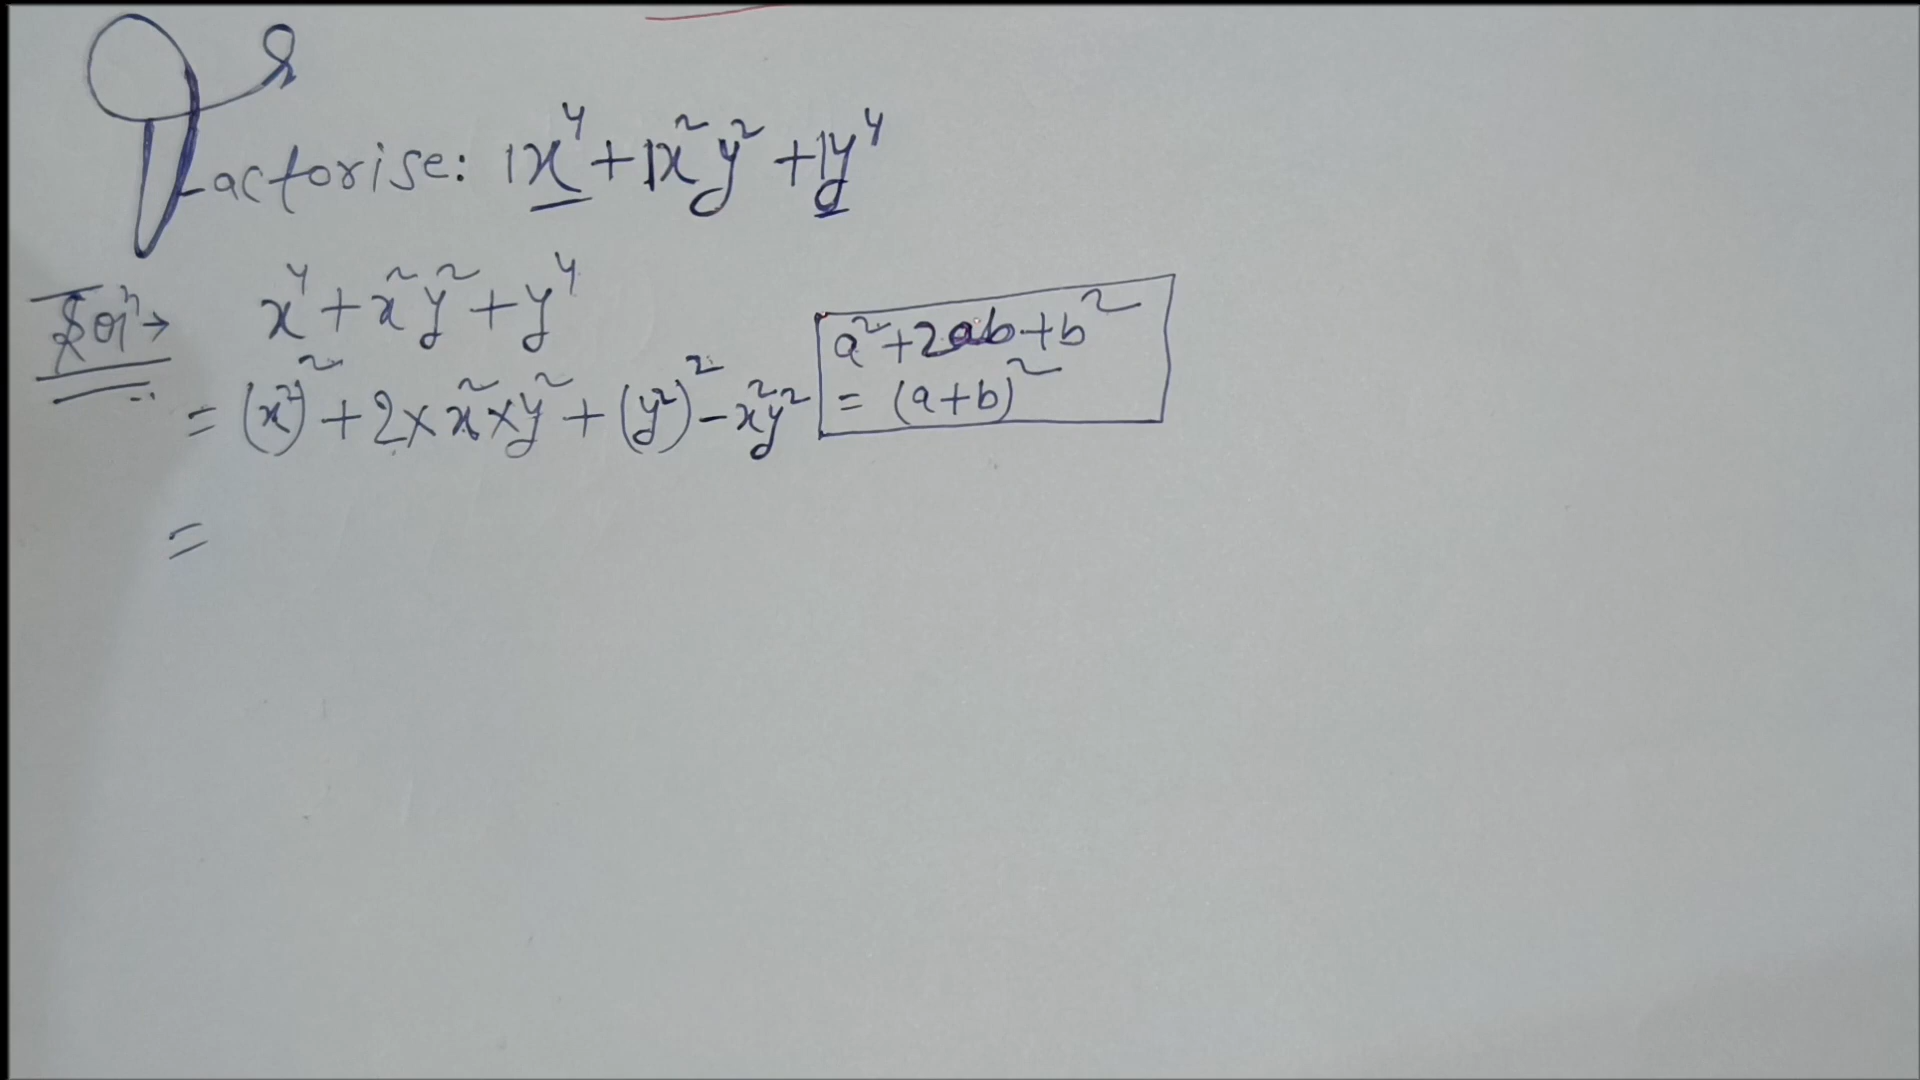 Factorise: 1x⁴+1x²y²+1y⁴
Solⁿ→ x⁴+x²y²+y⁴
= (x²)²+2×x²×y²+(y²)²-x²y²
a²+2ab+b²
= (a+b)²
=